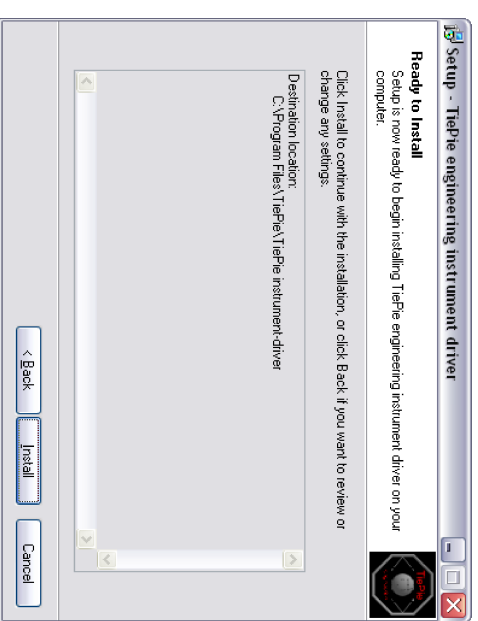 Setup - TiePie engineering instrument driver
Ready to Install
Setup is now ready to begin installing TiePie engineering instrument driver on your
computer.
TiePie
Click Install to continue with the installation, or click Back if you want to review or
change any settings.
Destination location:
C:\Program Files\TiePie\TiePie instrument-driver
< Back
Install
Cancel